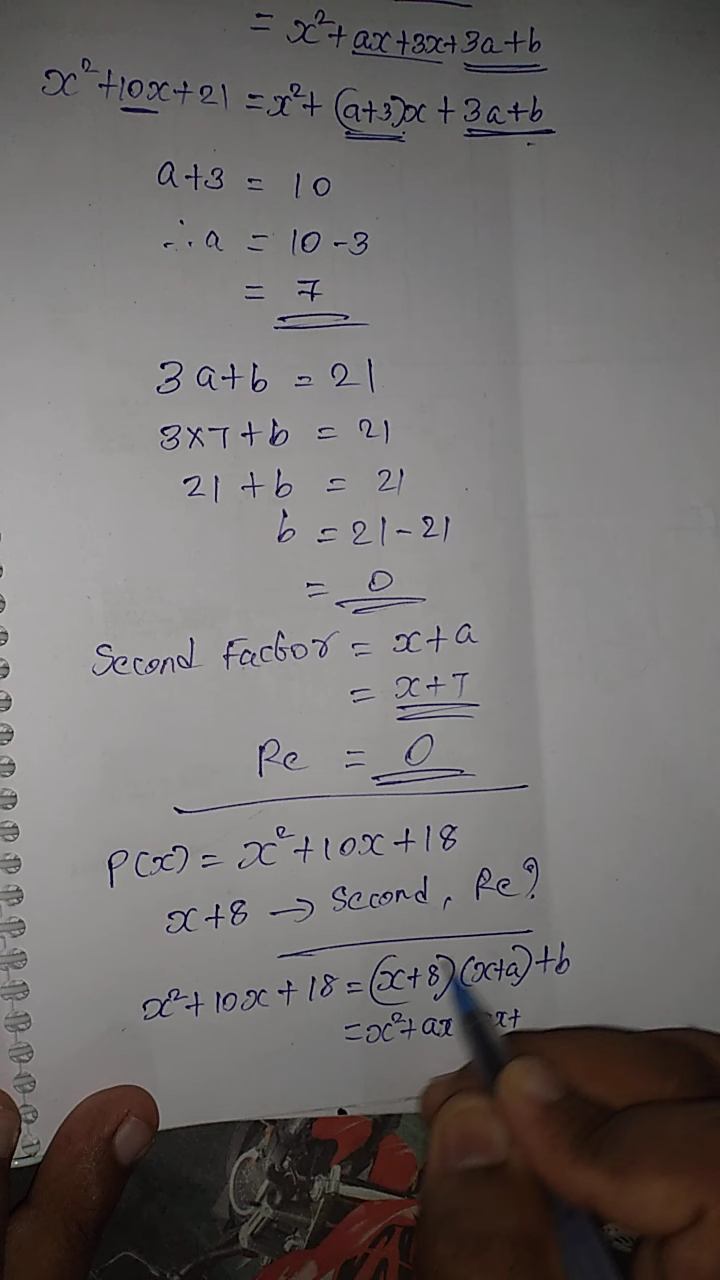 = x²+ ax+3x+3a+b
x²+10x+21 = x²+ (a+3)x + 3a+b
a+3 = 10
∴ a = 10-3
= 7
3a+b = 21
3×7+b = 21
21 + b = 21
b = 21-21
= 0
Second Factor = x+a
= x+7
Re = 0
P(x) = x²+10x+18
x+8 → Second, Re?
x²+10x+18 = (x+8)(x+a)+b
= x²+ ax x+